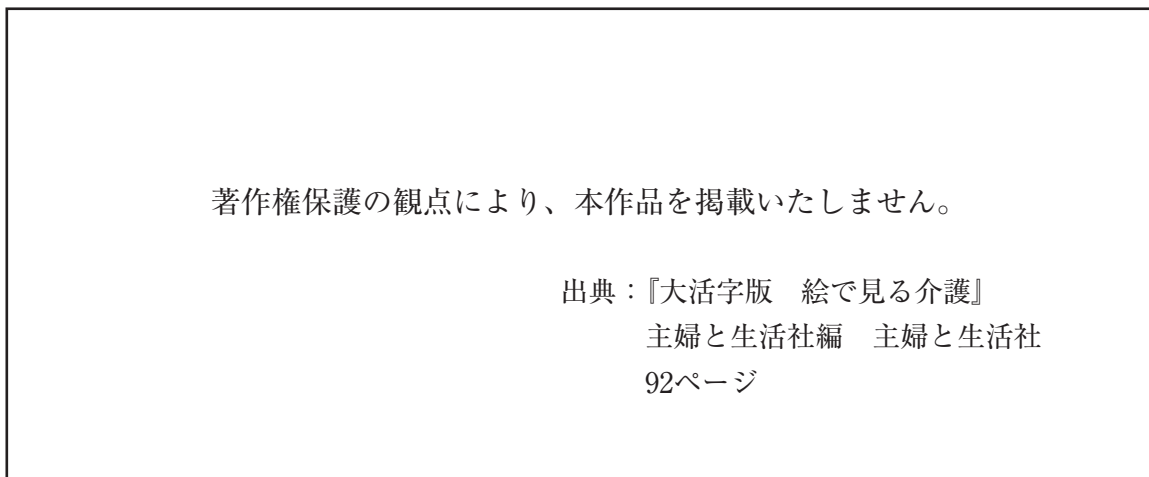 著作権保護の観点により、本作品を掲載いたしません。
出典：『大活字版　絵で見る介護』
主婦と生活社編　主婦と生活社
92ページ